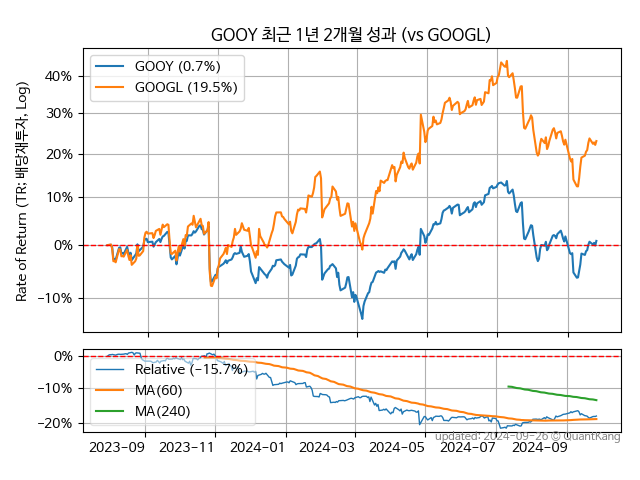 GOOY 최근 1년 2개월 성과 (vs GOOGL)
Rate of Return (TR: 배당재투자, Log)
GOOY (0.7%)
GOOGL (19.5%)
40%
30%
20%
10%
0%
−10%
0%
−10%
−20%
Relative (−15.7%)
MA(60)
MA(240)
updated: 2024-09-26 © QuantKang
2023−09
2023−11
2024−01
2024−03
2024−05
2024−07
2024−09